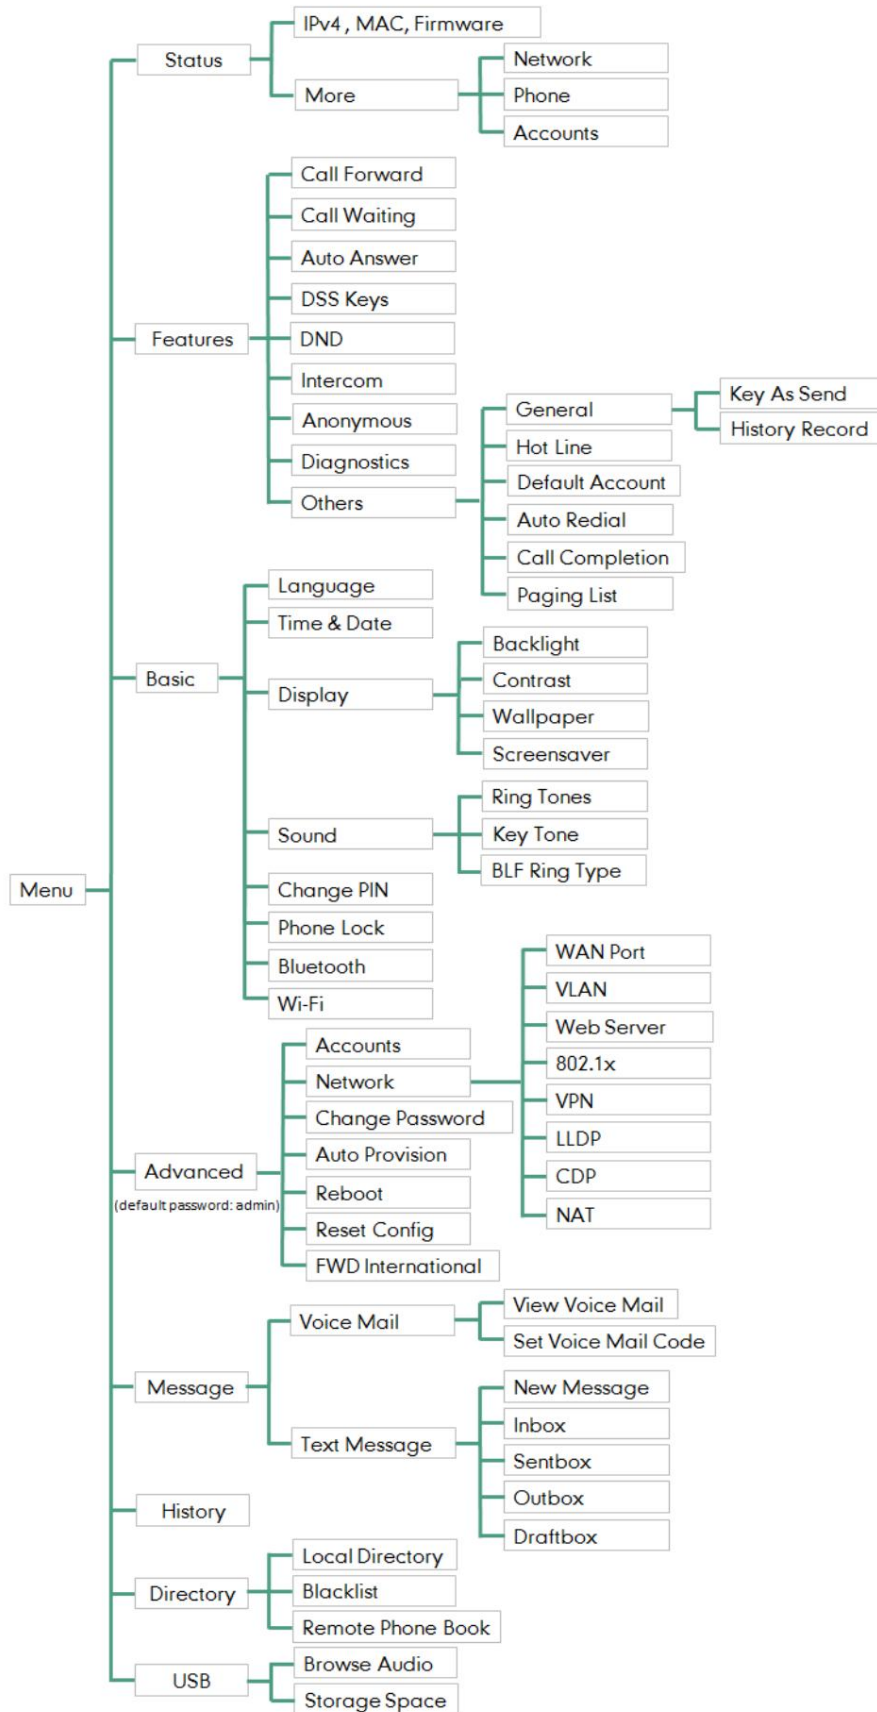 IPv4 , MAC, Firmware
Status
More
Network
Phone
Accounts
Call Forward
Call Waiting
Auto Answer
DSS Keys
Features
DND
Intercom
Anonymous
Diagnostics
Others
General
Key As Send
History Record
Hot Line
Default Account
Auto Redial
Call Completion
Paging List
Language
Time & Date
Basic
Display
Backlight
Contrast
Wallpaper
Screensaver
Sound
Ring Tones
Key Tone
BLF Ring Type
Menu
Change PIN
Phone Lock
Bluetooth
Wi-Fi
Accounts
Network
WAN Port
VLAN
Web Server
802.1x
VPN
LLDP
CDP
NAT
Change Password
Auto Provision
Advanced
(default password: admin)
Reboot
Reset Config
FWD International
Voice Mail
View Voice Mail
Set Voice Mail Code
Message
Text Message
New Message
Inbox
Sentbox
Outbox
Draftbox
History
Local Directory
Directory
Blacklist
Remote Phone Book
USB
Browse Audio
Storage Space